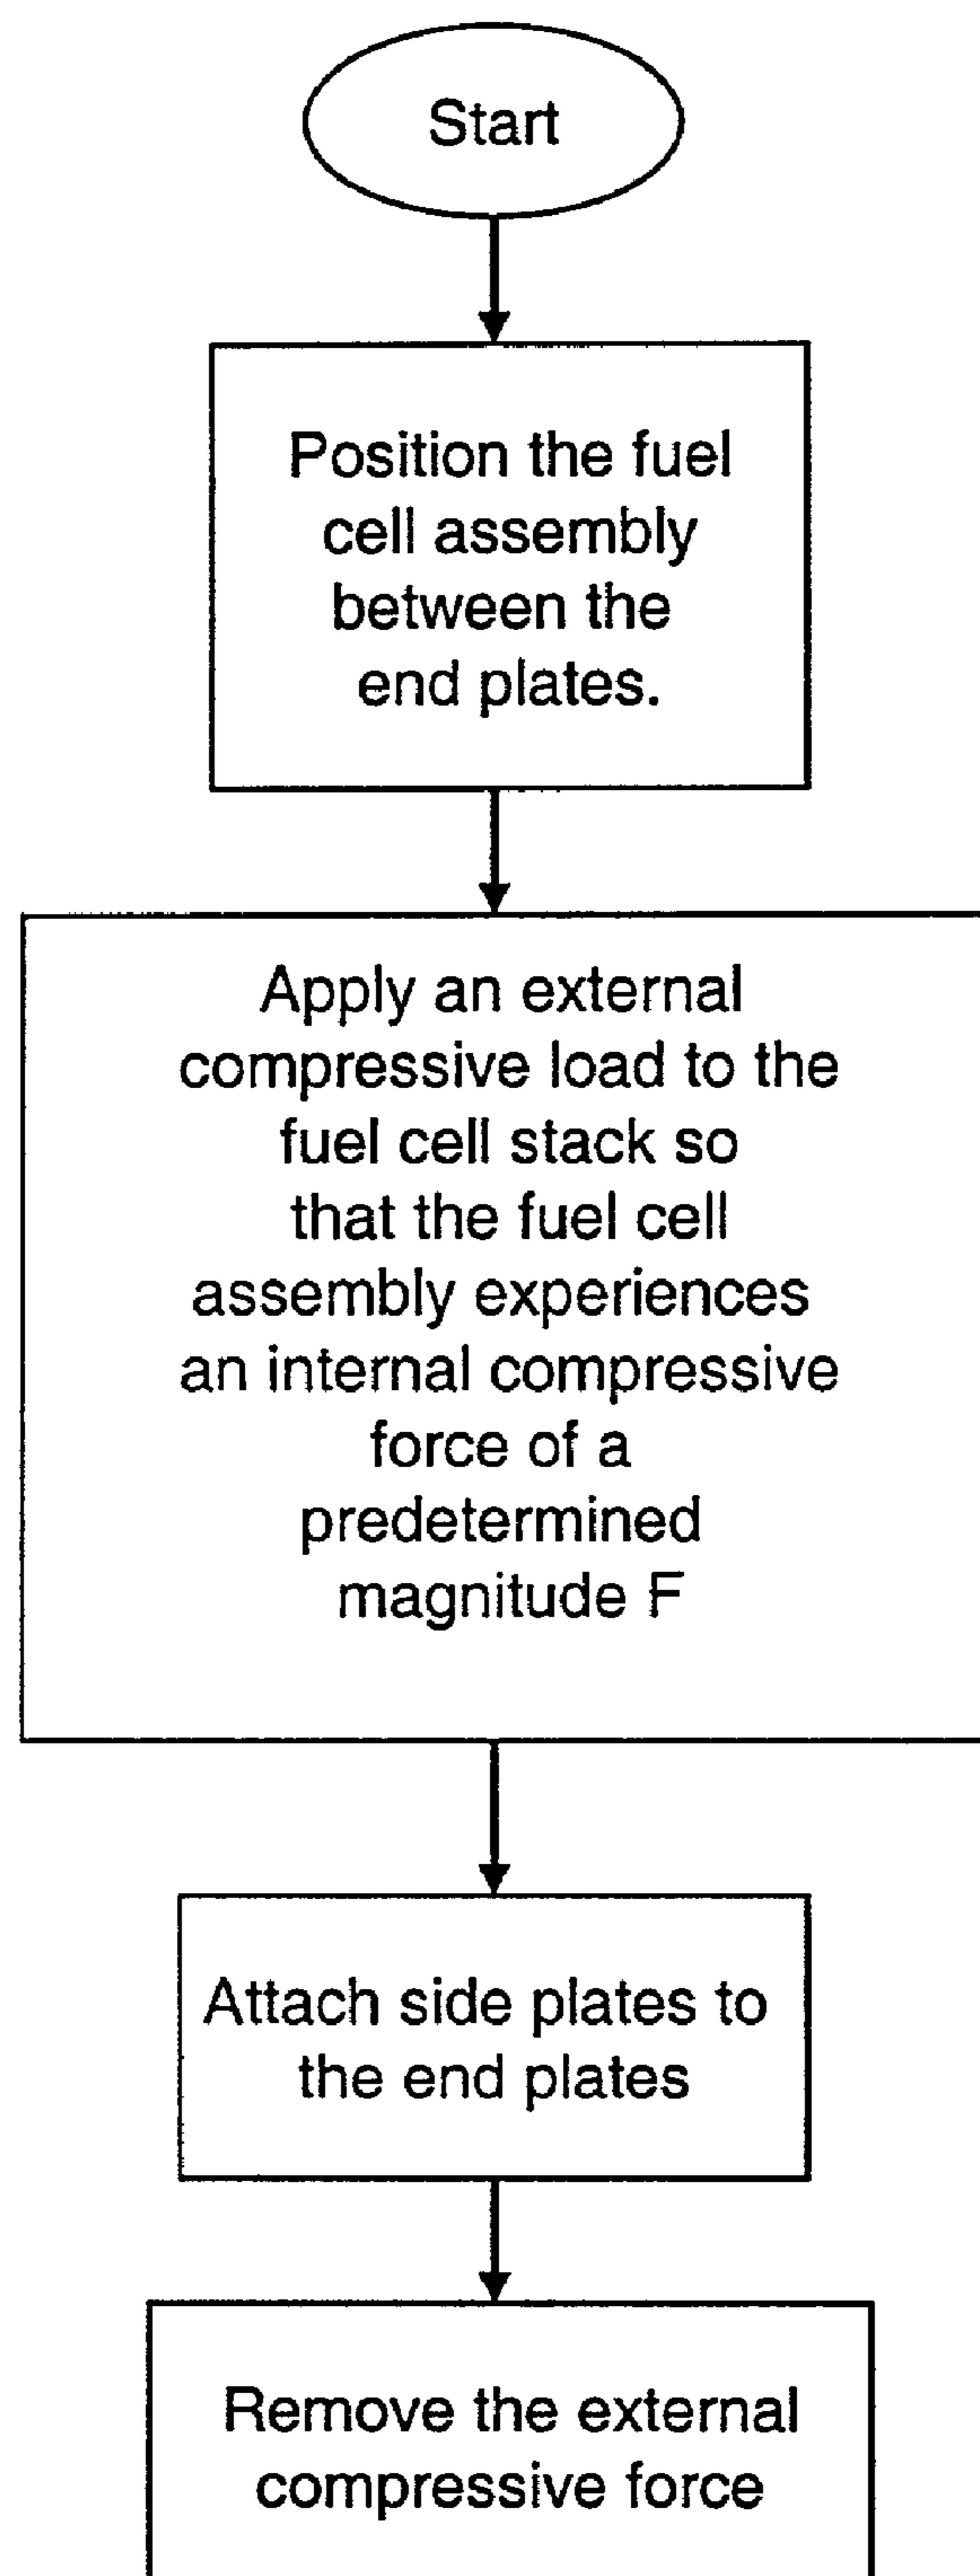 Start
Position the fuel
cell assembly
between the
end plates.
Apply an external
compressive load to the
fuel cell stack so
that the fuel cell
assembly experiences
an internal compressive
force of a
predetermined
magnitude F
Attach side plates to
the end plates
Remove the external
compressive force